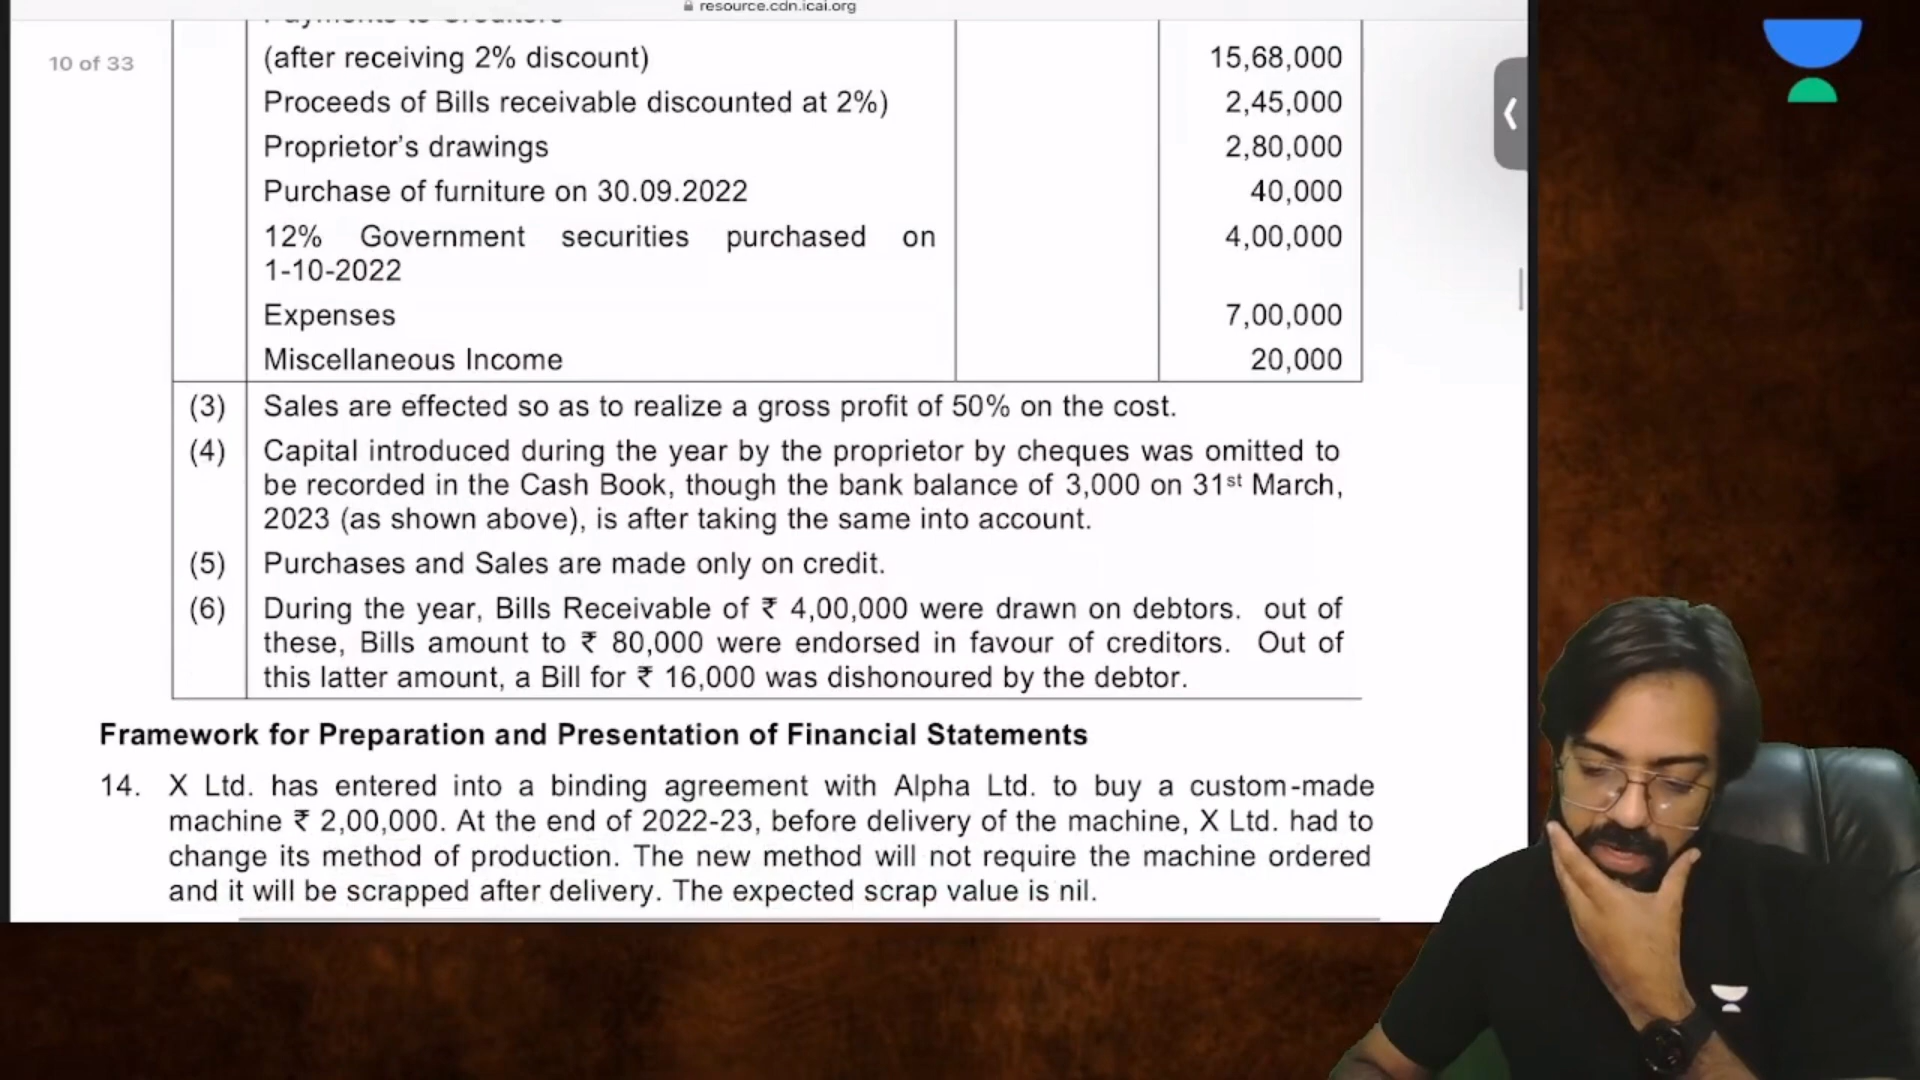 resource.cdn.icai.org
10 of 33
Payments to Creditors
(after receiving 2% discount) 15,68,000
Proceeds of Bills receivable discounted at 2%) 2,45,000
Proprietor’s drawings 2,80,000
Purchase of furniture on 30.09.2022 40,000
12% Government securities purchased on 4,00,000
1-10-2022
Expenses 7,00,000
Miscellaneous Income 20,000
(3) Sales are effected so as to realize a gross profit of 50% on the cost.
(4) Capital introduced during the year by the proprietor by cheques was omitted to
be recorded in the Cash Book, though the bank balance of 3,000 on 31st March,
2023 (as shown above), is after taking the same into account.
(5) Purchases and Sales are made only on credit.
(6) During the year, Bills Receivable of ₹ 4,00,000 were drawn on debtors. out of
these, Bills amount to ₹ 80,000 were endorsed in favour of creditors. Out of
this latter amount, a Bill for ₹ 16,000 was dishonoured by the debtor.
Framework for Preparation and Presentation of Financial Statements
14. X Ltd. has entered into a binding agreement with Alpha Ltd. to buy a custom-made
machine ₹ 2,00,000. At the end of 2022-23, before delivery of the machine, X Ltd. had to
change its method of production. The new method will not require the machine ordered
and it will be scrapped after delivery. The expected scrap value is nil.